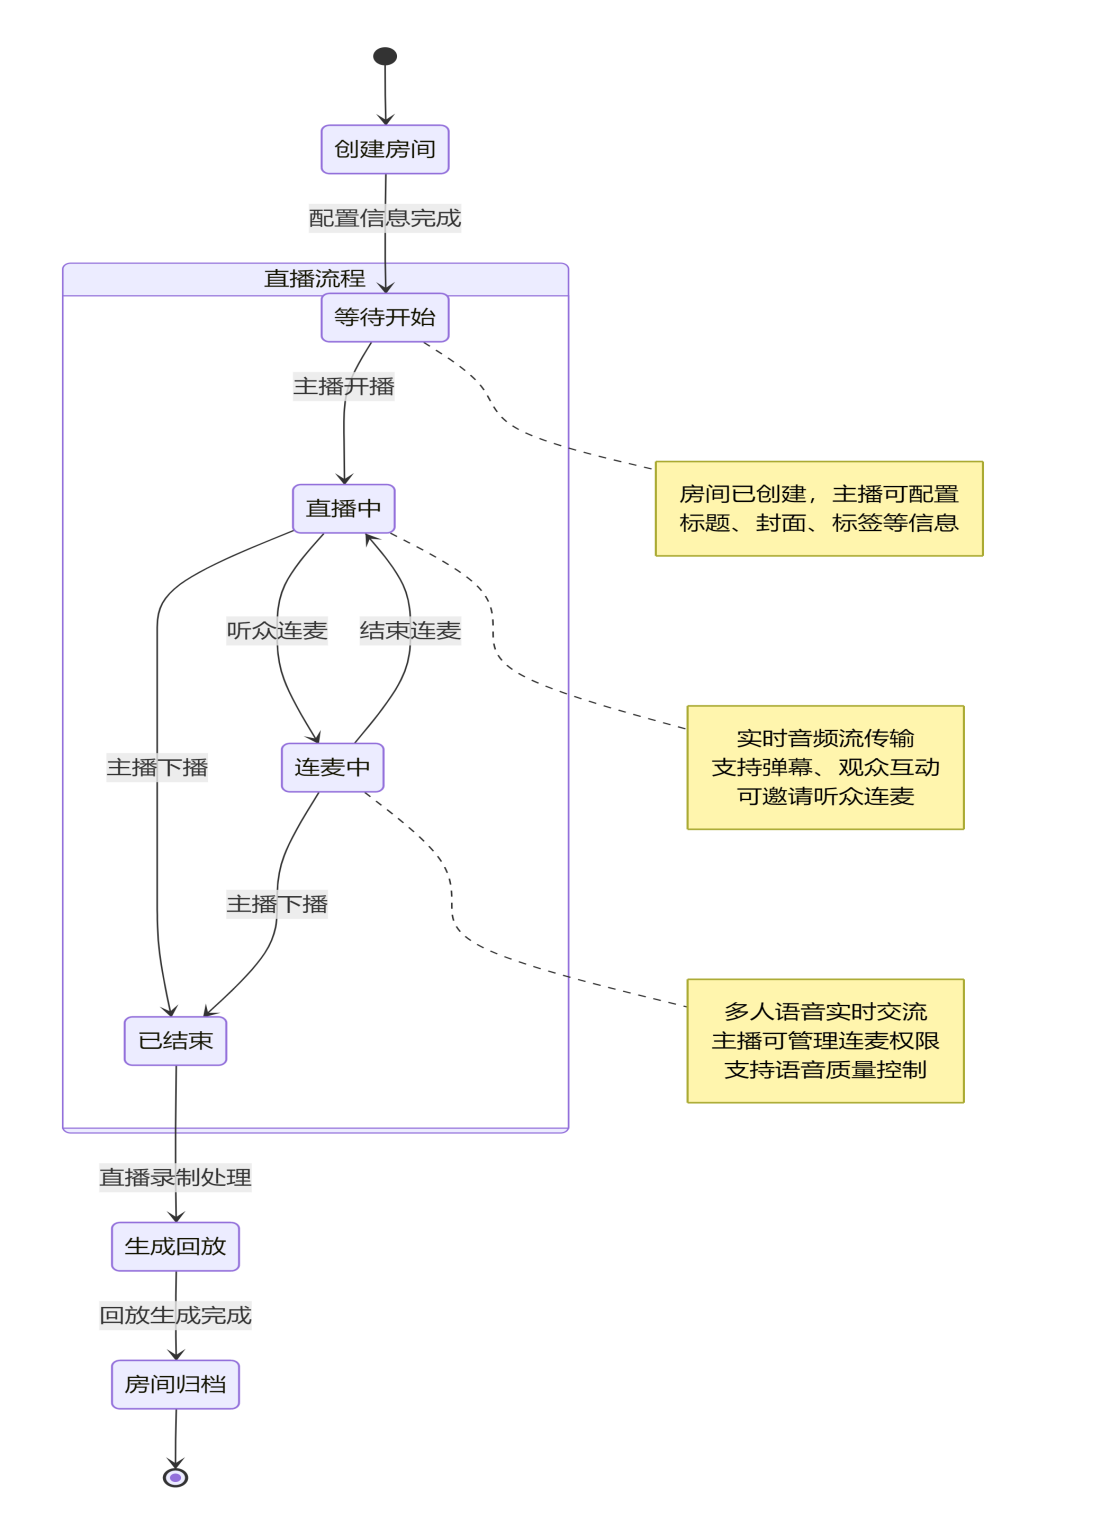 创建房间
配置信息完成
直播流程
等待开始
主播开播
房间已创建，主播可配置
标题、封面、标签等信息
直播中
听众连麦
结束连麦
实时音频流传输
支持弹幕、观众互动
可邀请听众连麦
主播下播
连麦中
主播下播
多人语音实时交流
主播可管理连麦权限
支持语音质量控制
已结束
直播录制处理
生成回放
回放生成完成
房间归档